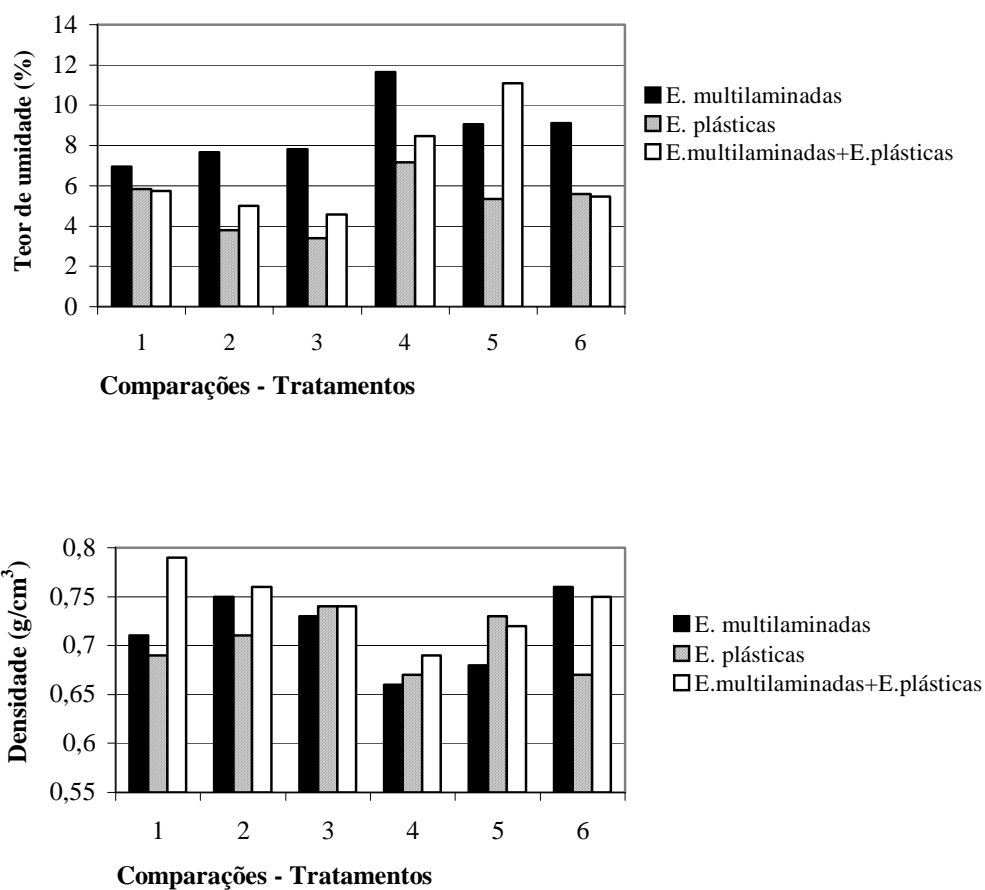 Teor de umidade (%)
14
12
10
8
6
4
2
0
1 2 3 4 5 6
Comparações - Tratamentos
E. multilaminadas
E. plásticas
E.multilaminadas+E.plásticas
Densidade (g/cm³)
0,8
0,75
0,7
0,65
0,6
0,55
1 2 3 4 5 6
Comparações - Tratamentos
E. multilaminadas
E. plásticas
E.multilaminadas+E.plásticas